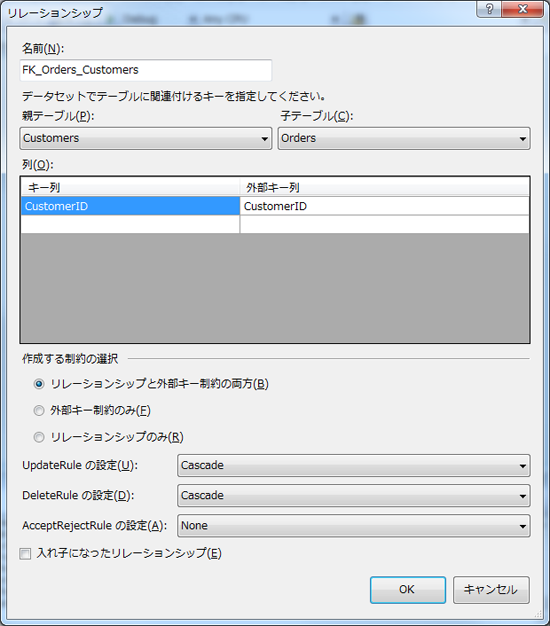 リレーションシップ
名前(N):
FK_Orders_Customers
データセットでテーブルに関連付けるキーを指定してください。
親テーブル(P): 子テーブル(C):
Customers Orders
列(O):
キー列 外部キー列
CustomerID CustomerID
作成する制約の選択
リレーションシップと外部キー制約の両方(B)
外部キー制約のみ(F)
リレーションシップのみ(R)
UpdateRule の設定(U): Cascade
DeleteRule の設定(D): Cascade
AcceptRejectRule の設定(A): None
入れ子になったリレーションシップ(E)
OK キャンセル